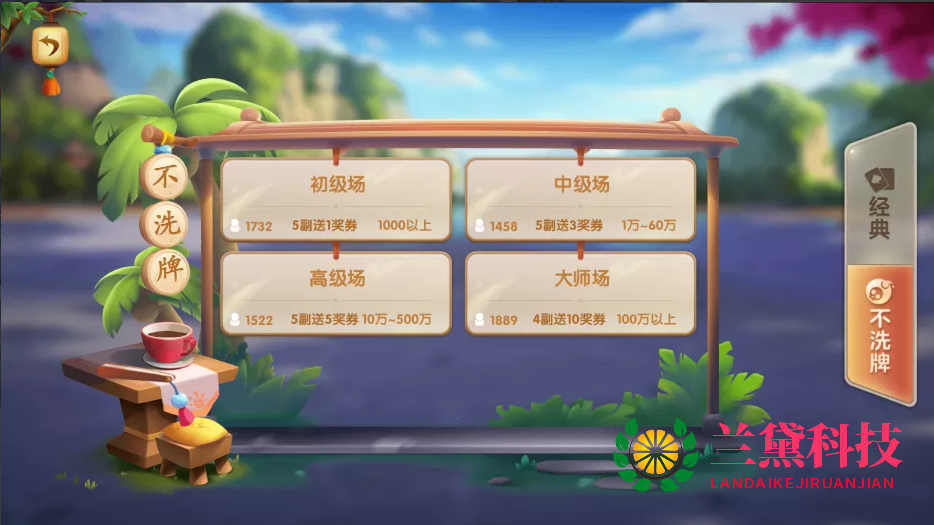 不洗牌
初级场
1732 5副送1奖券 1000以上
中级场
1458 5副送3奖券 1万~60万
高级场
1522 5副送5奖券 10万~500万
大师场
1889 4副送10奖券 100万以上
经典
不洗牌
兰黛科技
LANDAIKEJIRUANJIAN